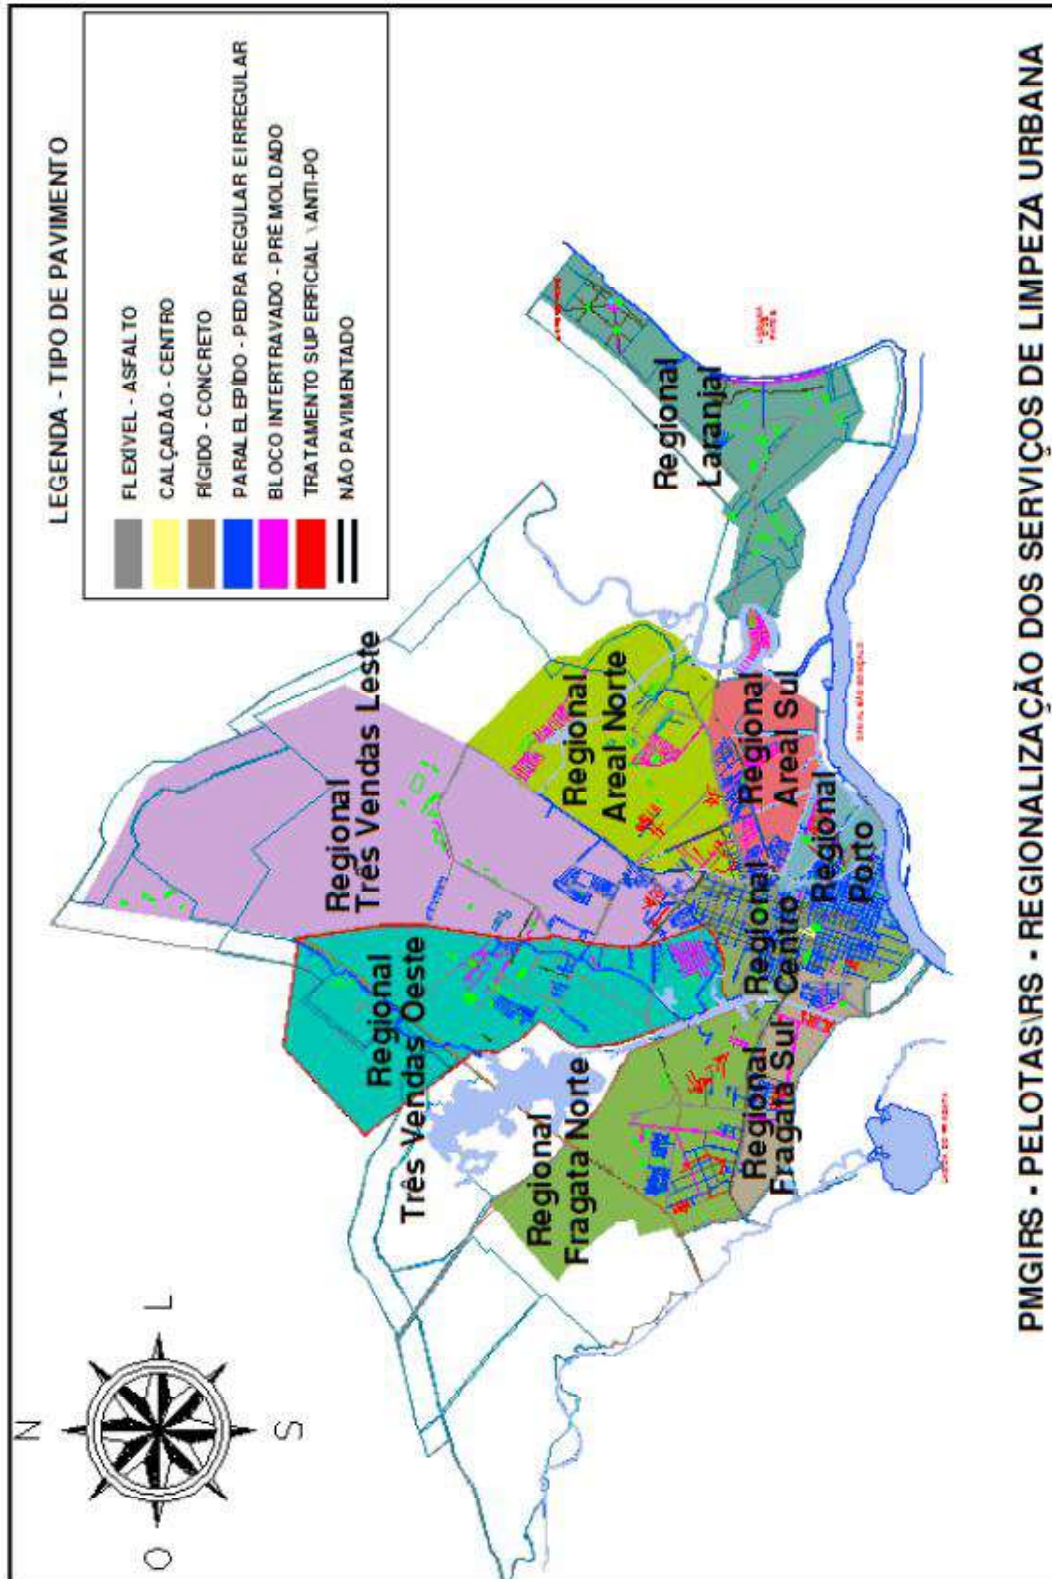 LEGENDA - TIPO DE PAVIMENTO
FLEXÍVEL - ASFALTO
CALÇADÃO - CENTRO
RÍGIDO - CONCRETO
PARALELEPÍDO - PEDRA REGULAR E IRREGULAR
BLOCO INTERTRAVADO - PRÉ MOLDADO
TRATAMENTO SUPERFICIAL \ ANTI-PÓ
NÃO PAVIMENTADO
N
L
O
S
Regional
Três Vendas Leste
Regional
Três Vendas Oeste
Regional
Areal Norte
Regional
Laranjal
Regional
Areal Sul
Regional
Porto
Regional
Centro
Regional
Fragata Norte
Regional
Fragata Sul
PMGIRS - PELOTAS\RS - REGIONALIZAÇÃO DOS SERVIÇOS DE LIMPEZA URBANA